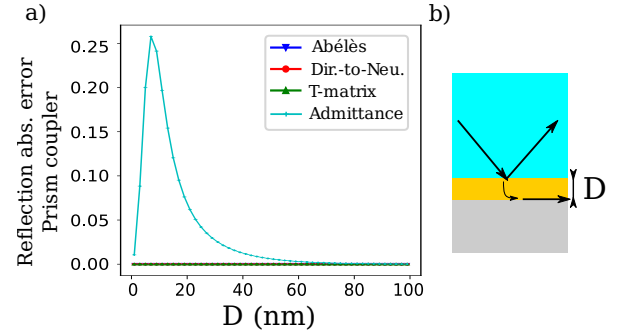 a)
Reflection abs. error
Prism coupler
0.25
0.20
0.15
0.10
0.05
0.00
Abélès
Dir.-to-Neu.
T-matrix
Admittance
0
20
40
60
80
100
D (nm)
b)
D